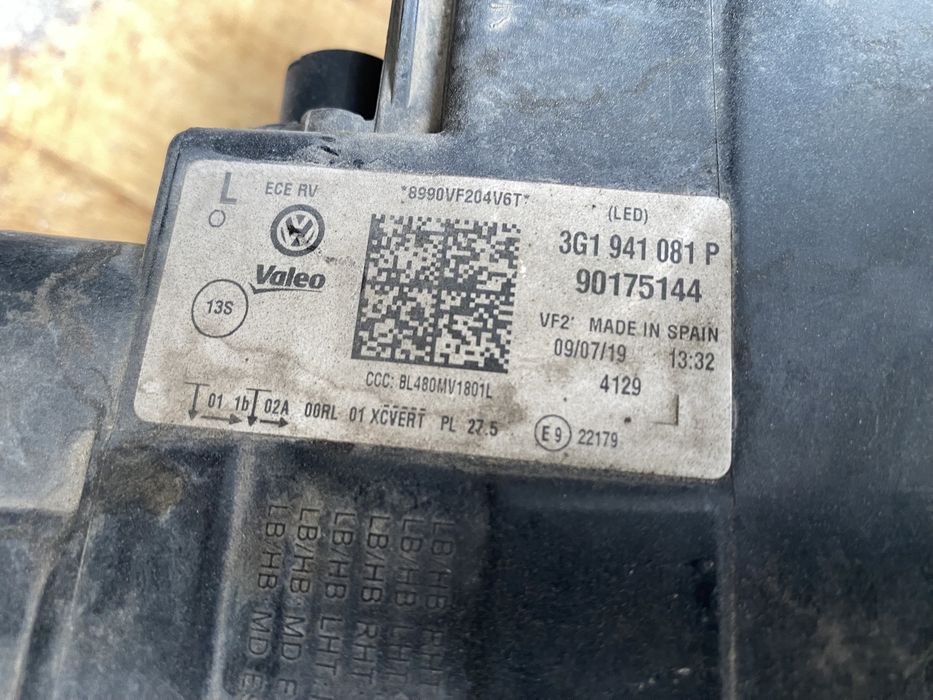 L ECE RV *8990VF204V6T* (LED)
Valeo
3G1 941 081 P
90175144
13S
VF2* MADE IN SPAIN
09/07/19 13:32
4129
CCC: BL480MV1801L
01 1b 02A 00RL 01 XCVERT PL 27.5
E9 22179
LB/HB
LB/HB LHT
LB/HB RHT
LB/HB LHT
LB/HB MD
LB/HB MD